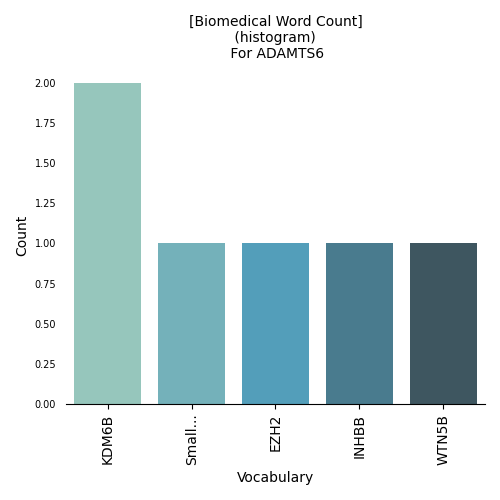 [Biomedical Word Count]
(histogram)
For ADAMTS6
2.00
1.75
1.50
1.25
1.00
0.75
0.50
0.25
0.00
Count
KDM6B
Small...
EZH2
INHBB
WTN5B
Vocabulary